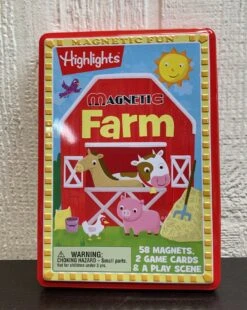 MAGNETIC FUN
Highlights
MAGNETIC
Farm
WARNING:
CHOKING HAZARD - Small parts.
Not for children under 3 yrs.
58 MAGNETS,
2 GAME CARDS
& A PLAY SCENE